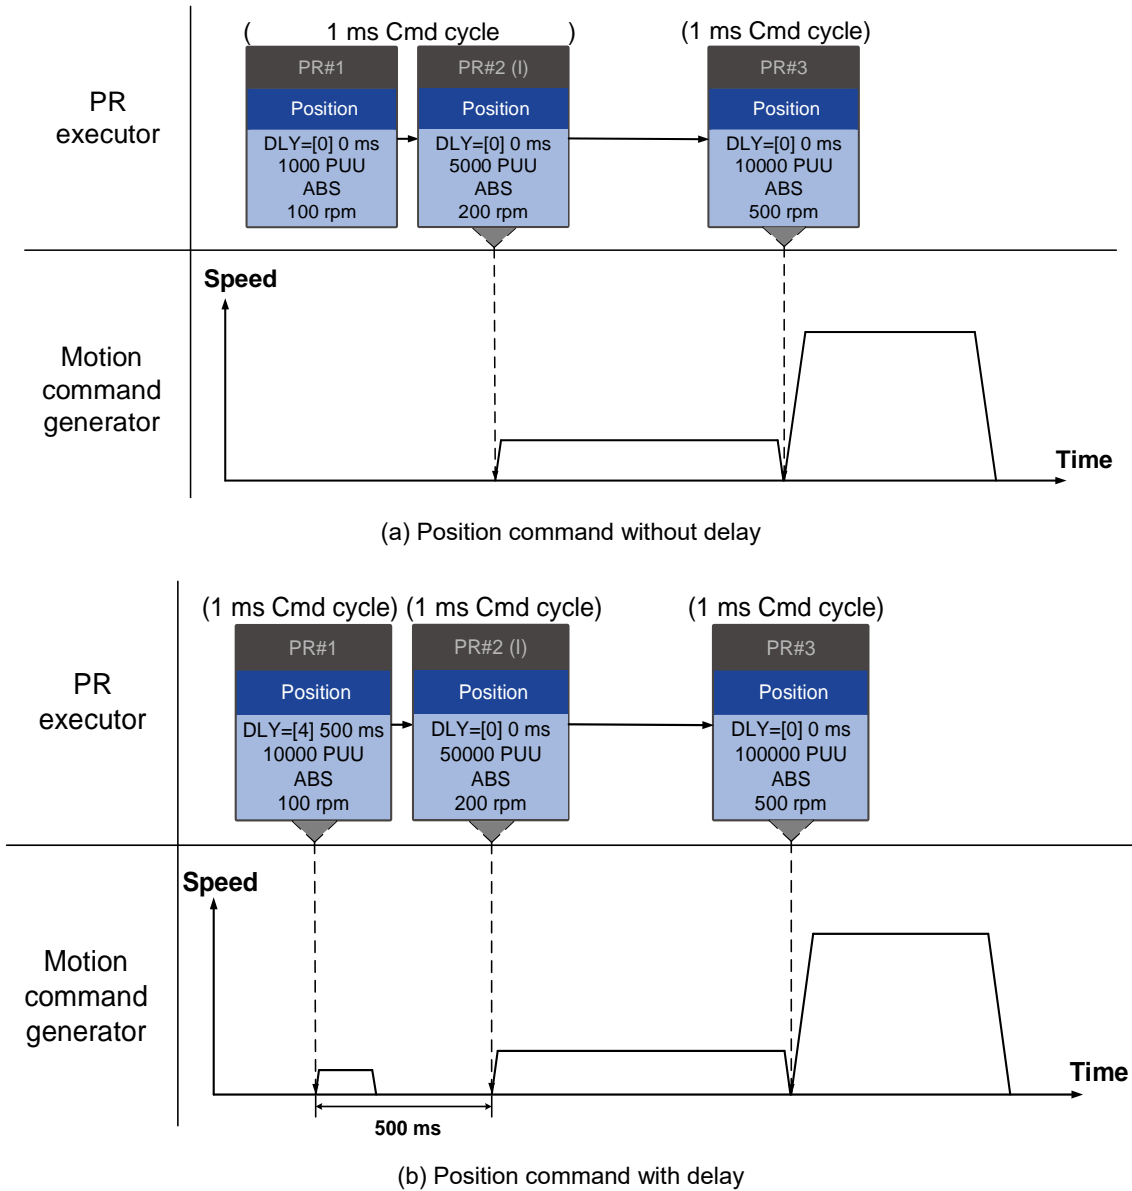 ( 1 ms Cmd cycle ) (1 ms Cmd cycle)
PR
executor
PR#1
Position
DLY=[0] 0 ms
1000 PUU
ABS
100 rpm
PR#2 (I)
Position
DLY=[0] 0 ms
5000 PUU
ABS
200 rpm
PR#3
Position
DLY=[0] 0 ms
10000 PUU
ABS
500 rpm
Motion
command
generator
Speed
Time
(a) Position command without delay
(1 ms Cmd cycle) (1 ms Cmd cycle) (1 ms Cmd cycle)
PR
executor
PR#1
Position
DLY=[4] 500 ms
10000 PUU
ABS
100 rpm
PR#2 (I)
Position
DLY=[0] 0 ms
50000 PUU
ABS
200 rpm
PR#3
Position
DLY=[0] 0 ms
100000 PUU
ABS
500 rpm
Motion
command
generator
Speed
Time
500 ms
(b) Position command with delay